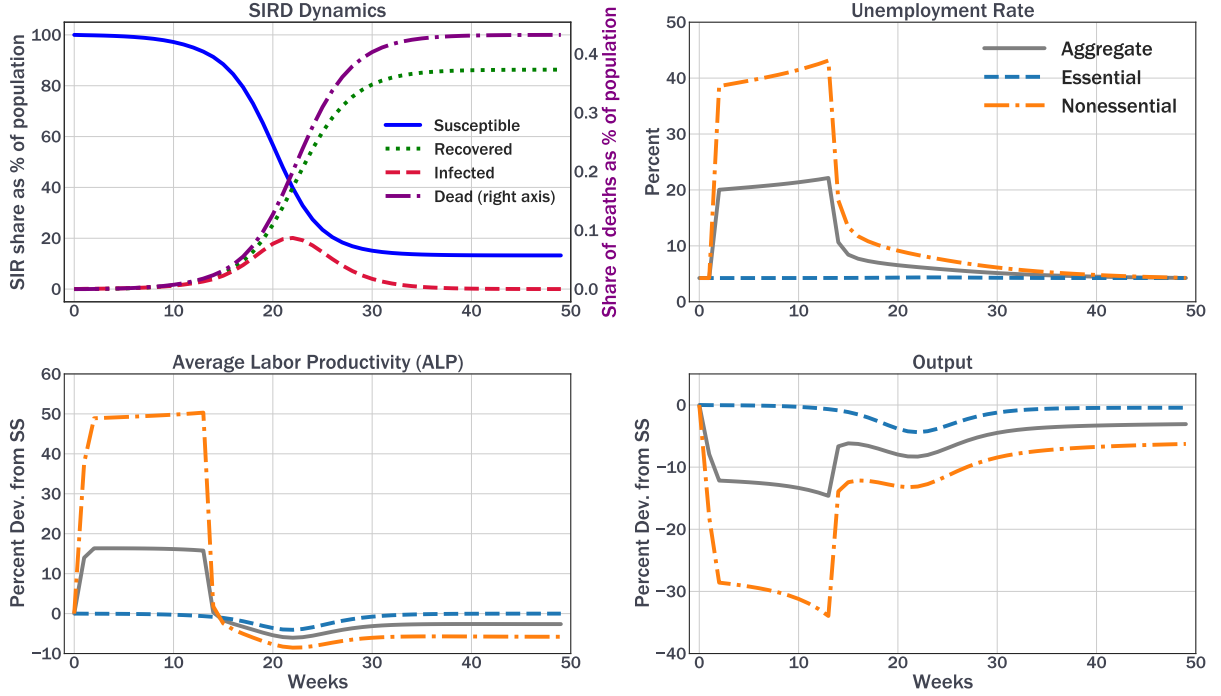 SIRD Dynamics
SIR share as % of population
100
80
60
40
20
0
0 10 20 30 40 50
0.4
0.3
0.2
0.1
0.0
Share of deaths as % of population
Susceptible
Recovered
Infected
Dead (right axis)
Unemployment Rate
Percent
50
40
30
20
10
0
0 10 20 30 40 50
Aggregate
Essential
Nonessential
Average Labor Productivity (ALP)
Percent Dev. from SS
60
50
40
30
20
10
0
−10
0 10 20 30 40 50
Weeks
Output
Percent Dev. from SS
0
−10
−20
−30
−40
0 10 20 30 40 50
Weeks